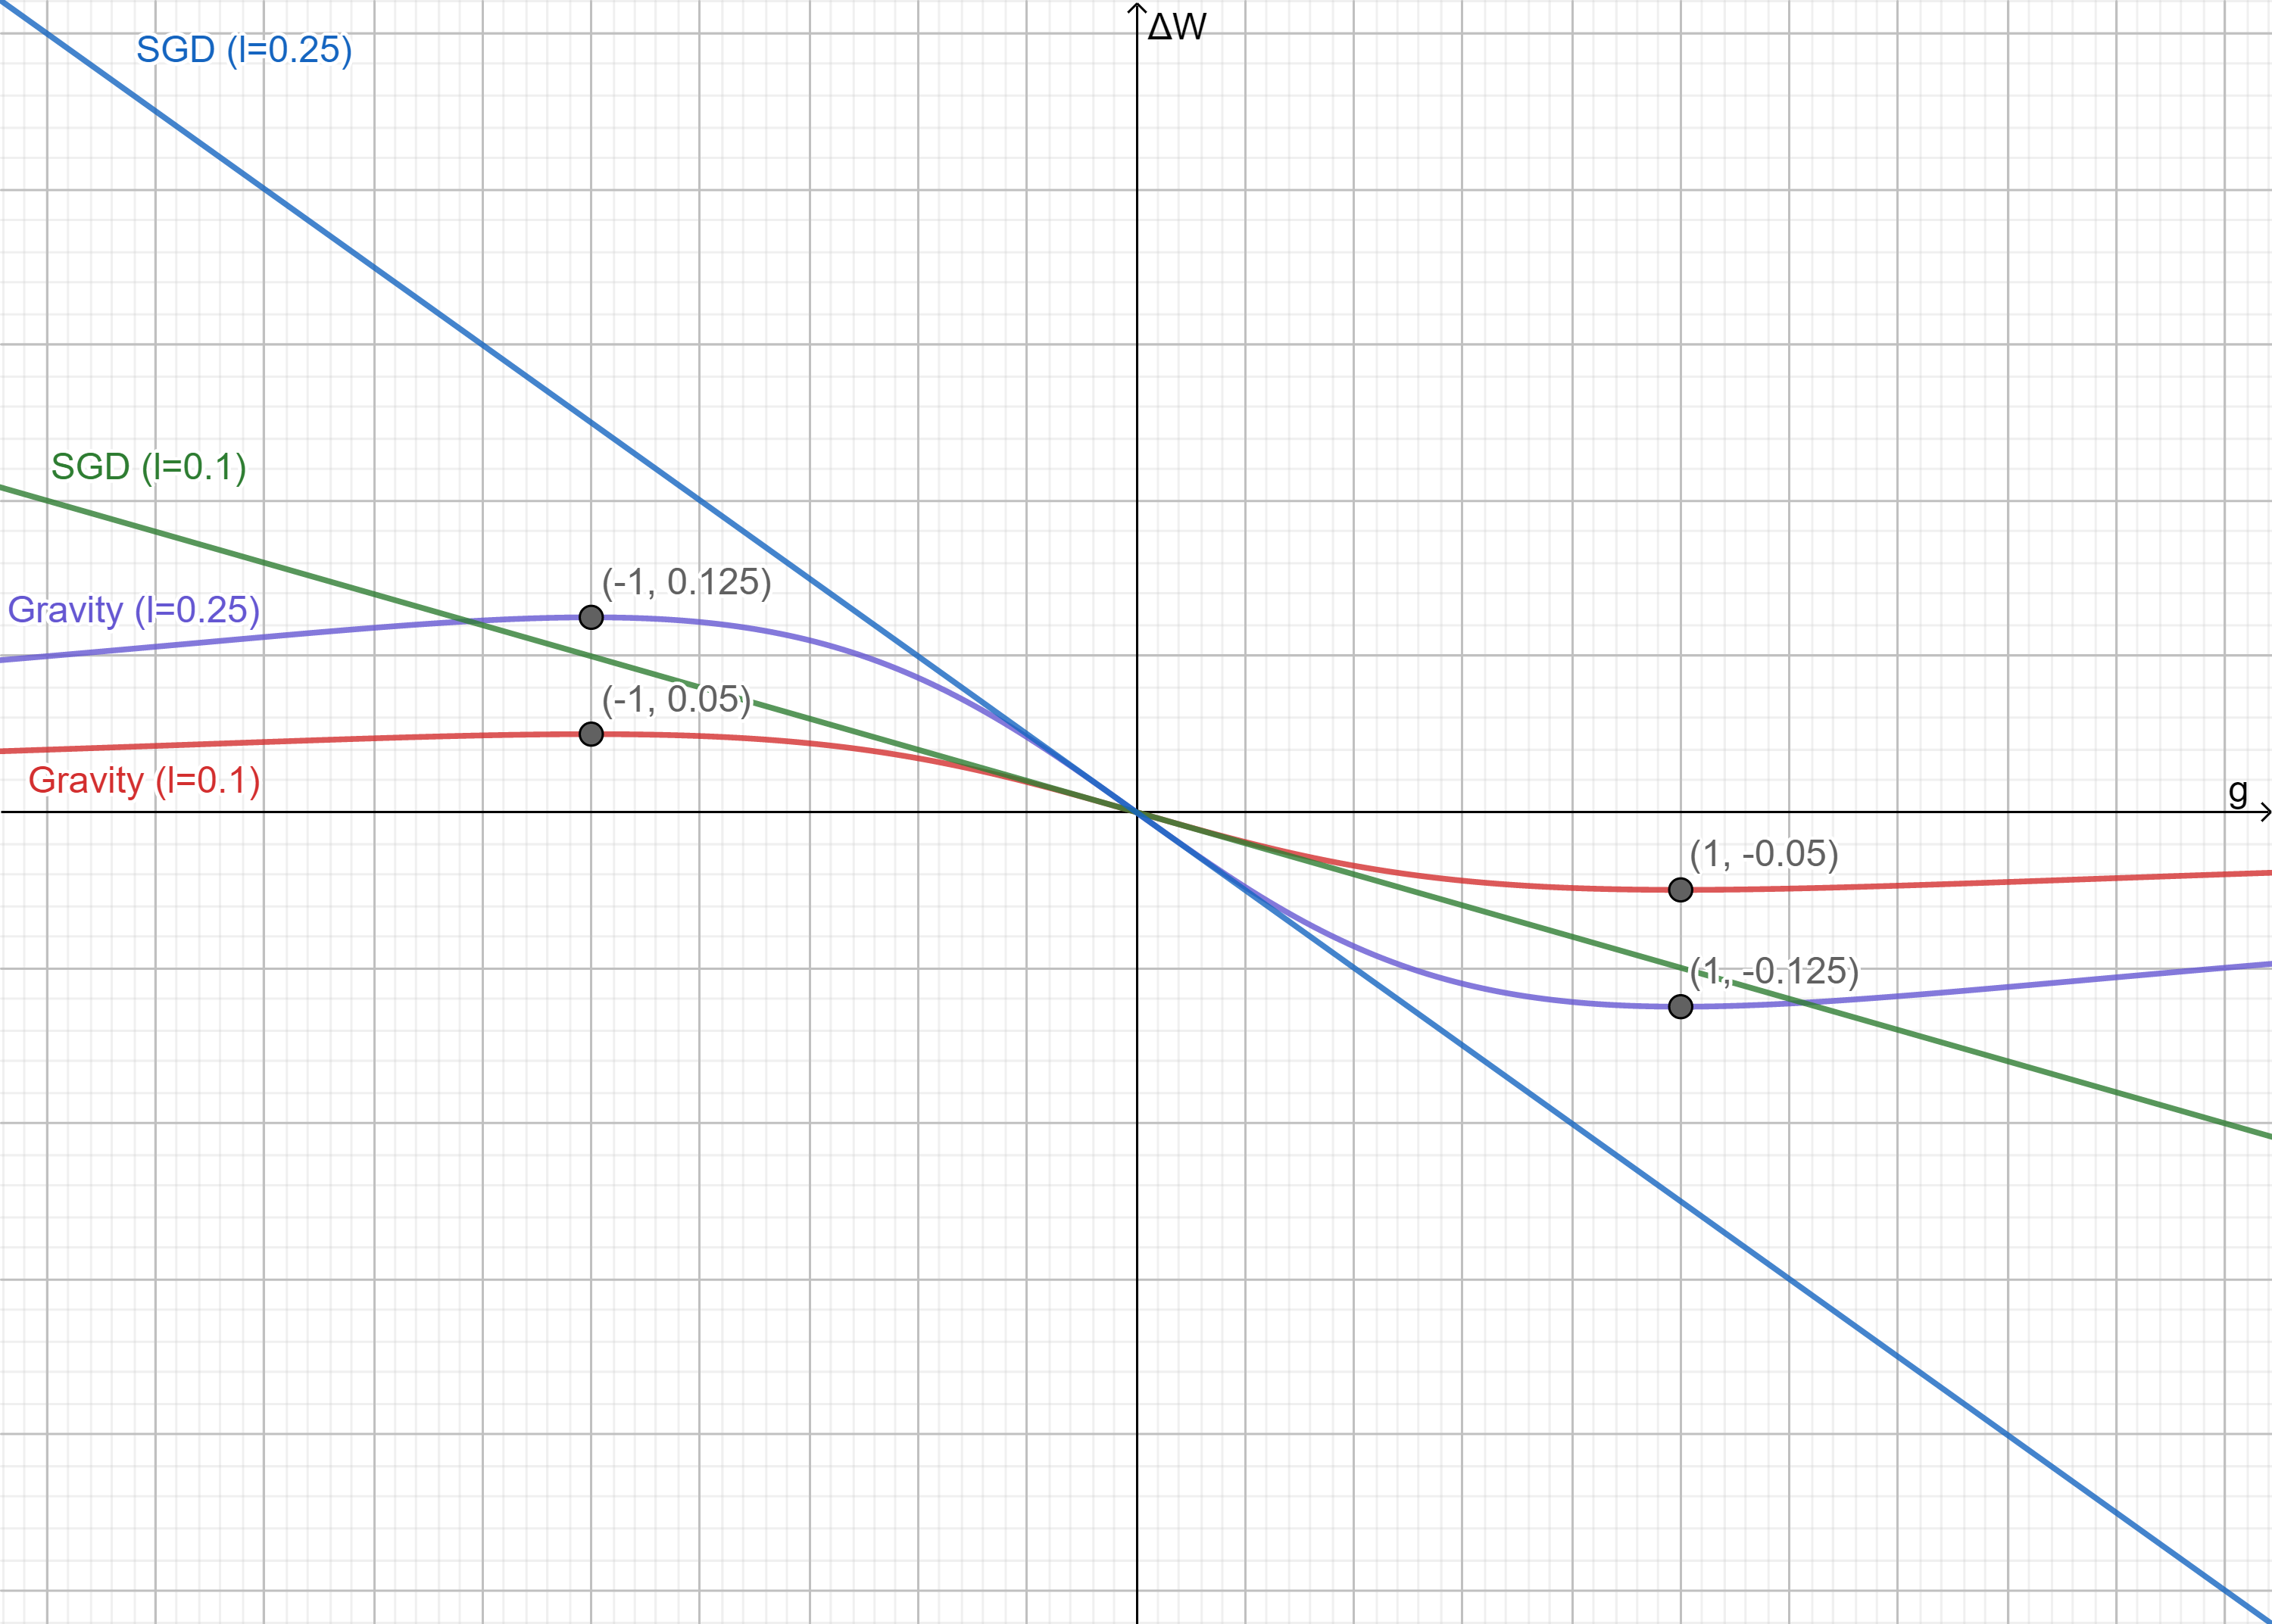 ΔW
SGD (l=0.25)
SGD (l=0.1)
(-1, 0.125)
Gravity (l=0.25)
(-1, 0.05)
Gravity (l=0.1)
g
(1, -0.05)
(1, -0.125)